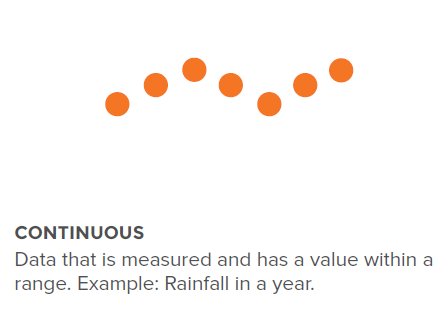 CONTINUOUS
Data that is measured and has a value within a
range. Example: Rainfall in a year.